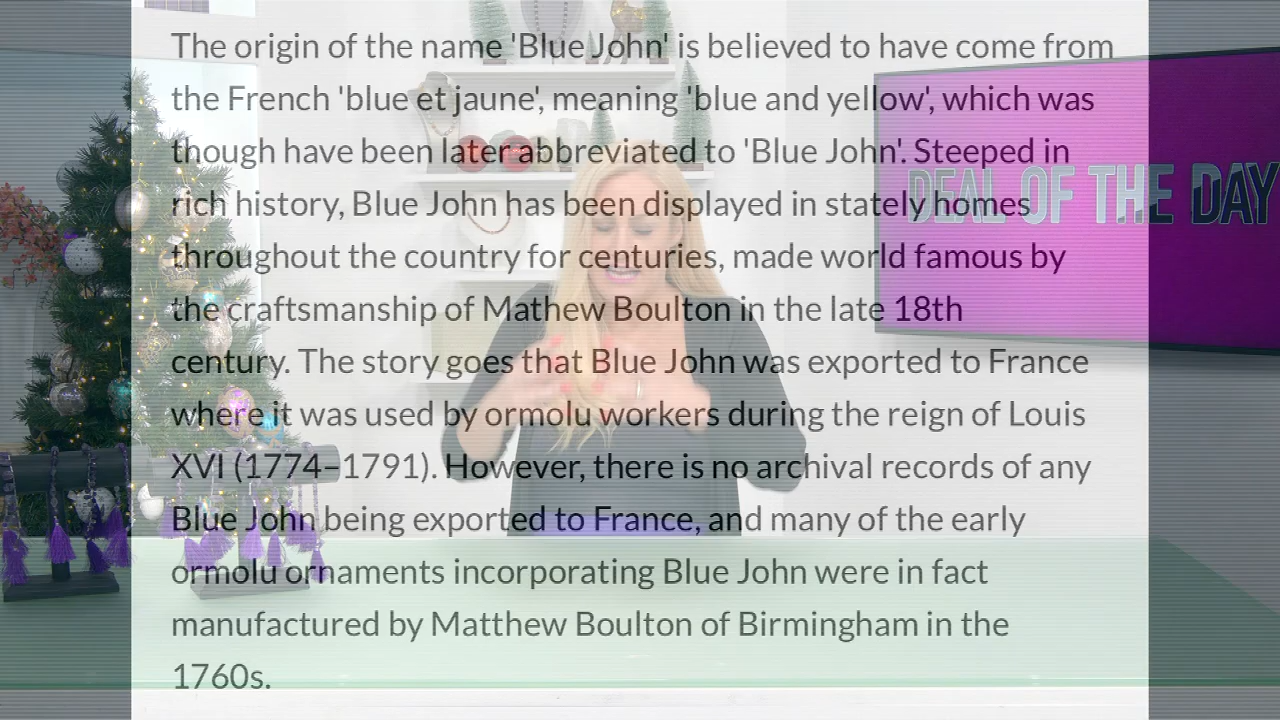 The origin of the name 'Blue John' is believed to have come from
the French 'blue et jaune', meaning 'blue and yellow', which was
though have been later abbreviated to 'Blue John'. Steeped in
rich history, Blue John has been displayed in stately homes
throughout the country for centuries, made world famous by
the craftsmanship of Mathew Boulton in the late 18th
century. The story goes that Blue John was exported to France
where it was used by ormolu workers during the reign of Louis
XVI (1774–1791). However, there is no archival records of any
Blue John being exported to France, and many of the early
ormolu ornaments incorporating Blue John were in fact
manufactured by Matthew Boulton of Birmingham in the
1760s.
DEAL OF THE DAY